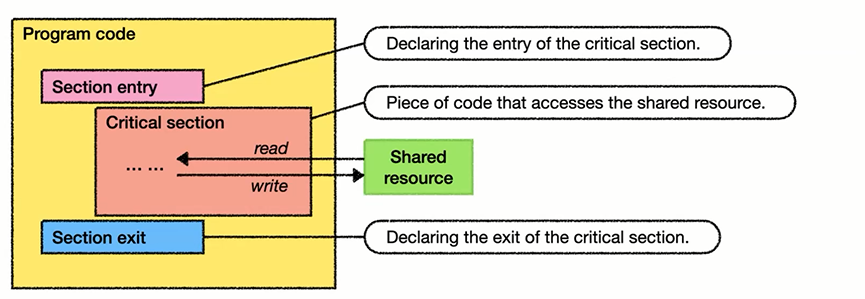 Program code
Declaring the entry of the critical section.
Section entry
Piece of code that accesses the shared resource.
Critical section
... ...
read
write
Shared
resource
Section exit
Declaring the exit of the critical section.